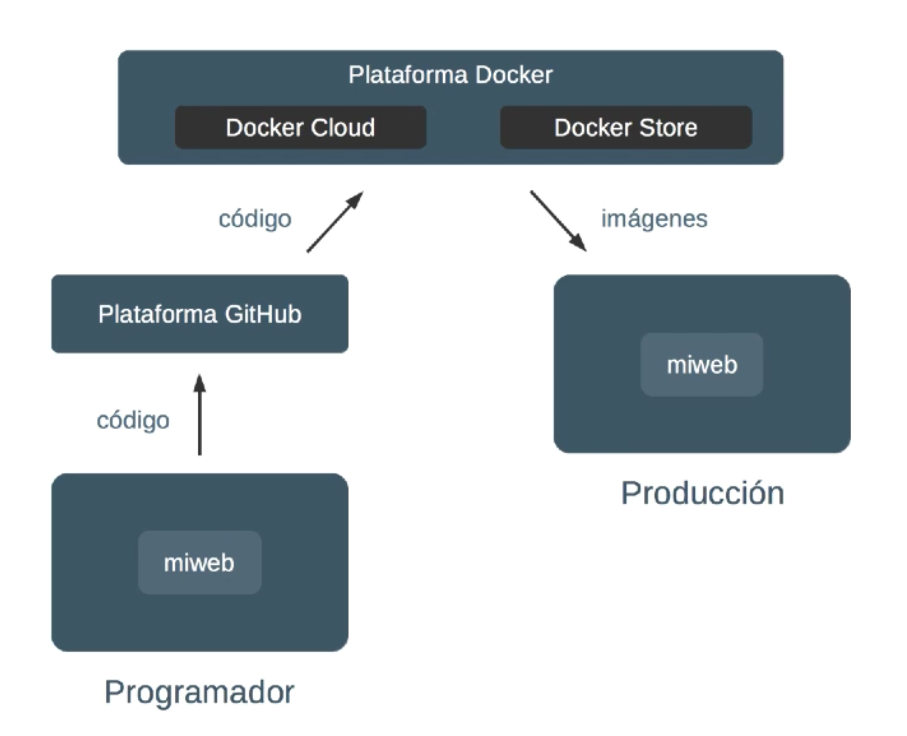 Plataforma Docker
Docker Cloud
Docker Store
código
imágenes
Plataforma GitHub
miweb
código
Producción
miweb
Programador